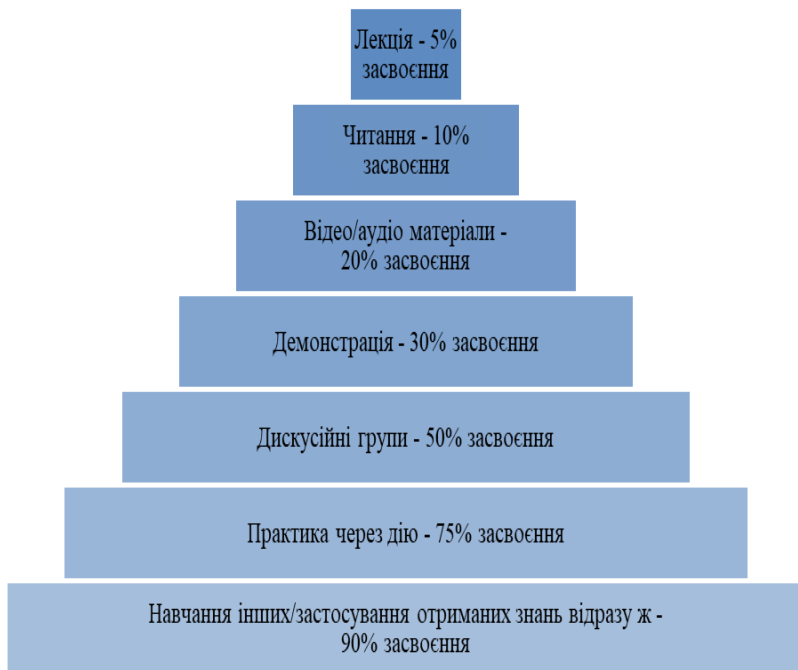 Лекція - 5%
засвоєння
Читання - 10%
засвоєння
Відео/аудіо матеріали -
20% засвоєння
Демонстрація - 30% засвоєння
Дискусійні групи - 50% засвоєння
Практика через дію - 75% засвоєння
Навчання інших/застосування отриманих знань відразу ж -
90% засвоєння